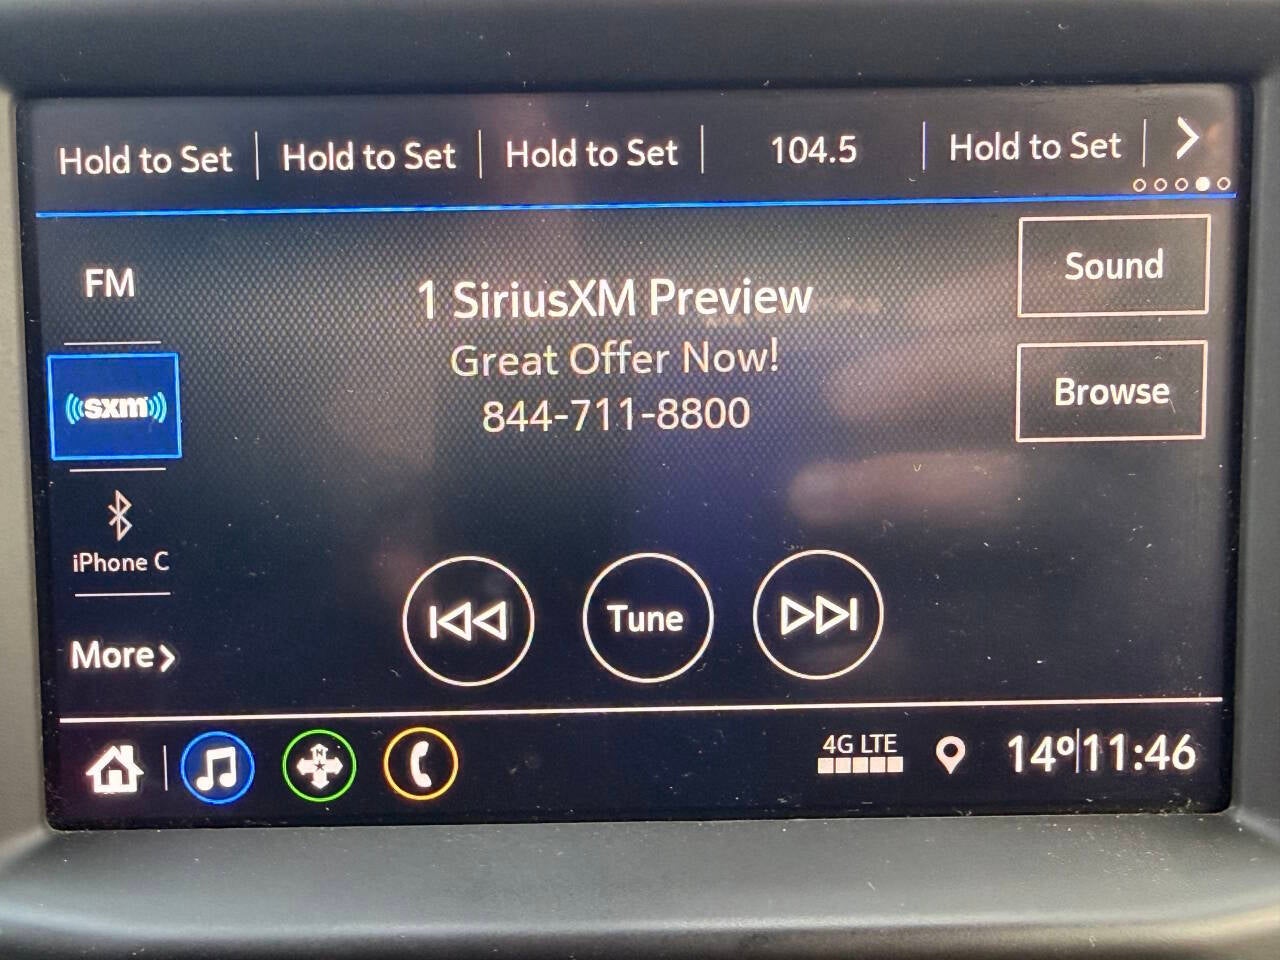 Hold to Set
Hold to Set
Hold to Set
104.5
Hold to Set
FM
Sound
1 SiriusXM Preview
Great Offer Now!
844-711-8800
sxm
Browse
iPhone C
More
Tune
N
4G LTE
14° 11:46